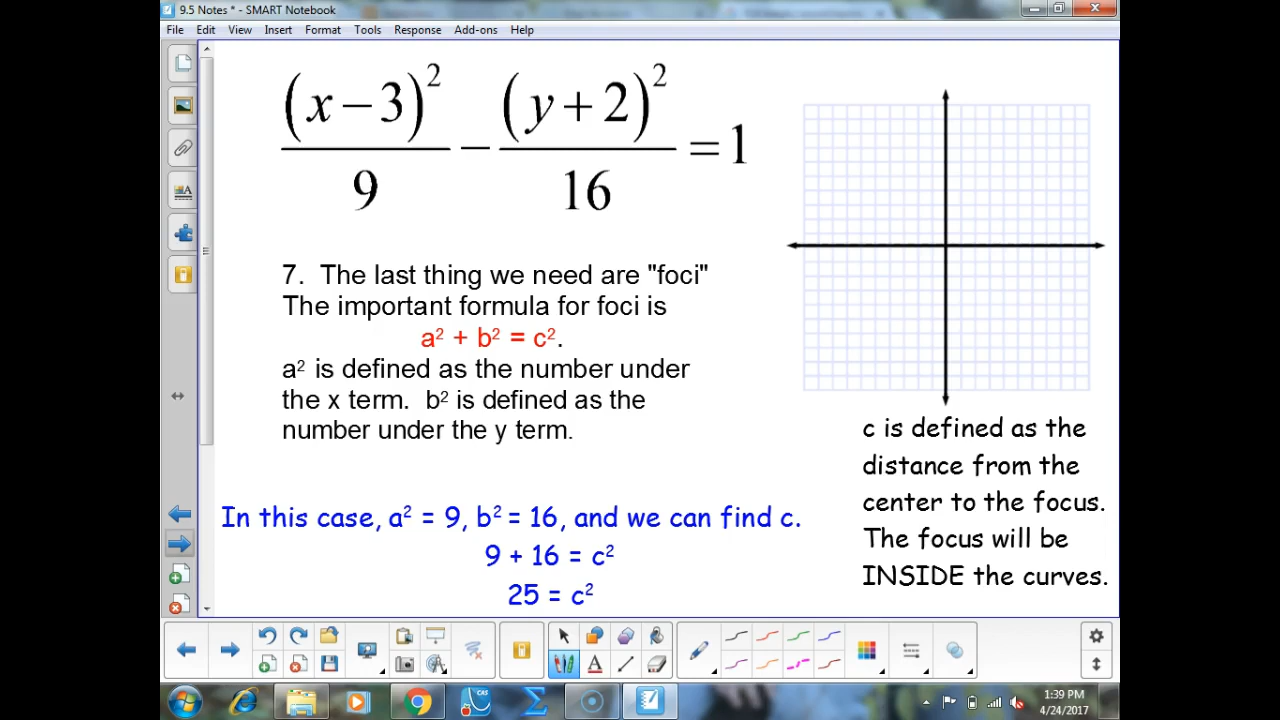 9.5 Notes * - SMART Notebook
File Edit View Insert Format Tools Response Add-ons Help
(x – 3)² / 9 – (y + 2)² / 16 = 1
7. The last thing we need are "foci"
The important formula for foci is
a² + b² = c².
a² is defined as the number under
the x term. b² is defined as the
number under the y term.
c is defined as the
distance from the
center to the focus.
The focus will be
INSIDE the curves.
In this case, a² = 9, b² = 16, and we can find c.
9 + 16 = c²
25 = c²
CAS
1:39 PM
4/24/2017